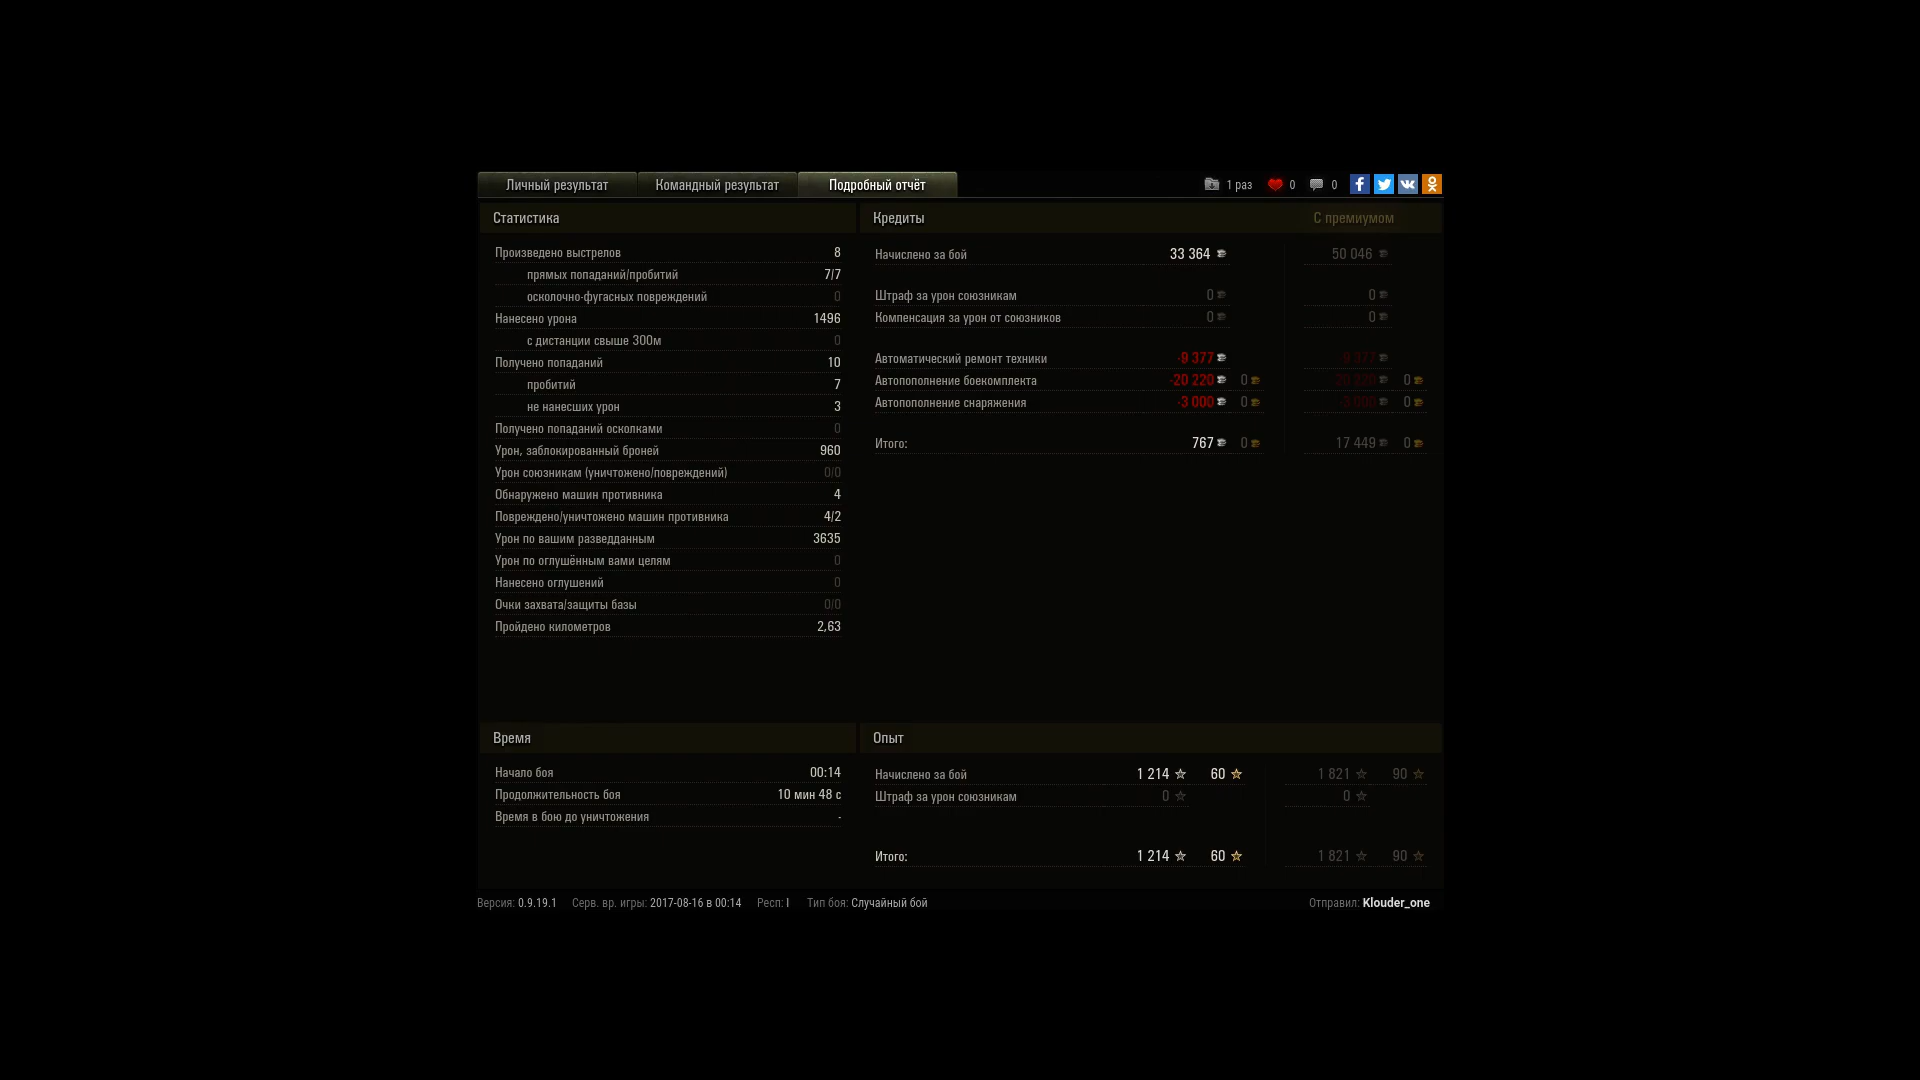 Личный результат Командный результат Подробный отчёт 1 раз 0 0
Статистика
Произведено выстрелов 8
прямых попаданий/пробитий 7/7
осколочно-фугасных повреждений 0
Нанесено урона 1496
с дистанции свыше 300м 0
Получено попаданий 10
пробитий 7
не нанесших урон 3
Получено попаданий осколками 0
Урон, заблокированный броней 960
Урон союзникам (уничтожено/повреждений) 0/0
Обнаружено машин противника 4
Повреждено/уничтожено машин противника 4/2
Урон по вашим разведданным 3635
Урон по оглушённым вами целям 0
Нанесено оглушений 0
Очки захвата/защиты базы 0/0
Пройдено километров 2,63
Кредиты С премиумом
Начислено за бой 33 364 50 046
Штраф за урон союзникам 0 0
Компенсация за урон от союзников 0 0
Автоматический ремонт техники -9 377 -9 377
Автопополнение боекомплекта -20 220 0 -20 220 0
Автопополнение снаряжения -3 000 0 -3 000 0
Итого: 767 0 17 449 0
Время
Начало боя 00:14
Продолжительность боя 10 мин 48 с
Время в бою до уничтожения -
Опыт
Начислено за бой 1 214 60 1 821 90
Штраф за урон союзникам 0 0
Итого: 1 214 60 1 821 90
Версия: 0.9.19.1 Серв. вр. игры: 2017-08-16 в 00:14 Респ: I Тип боя: Случайный бой Отправил: Klouder_one